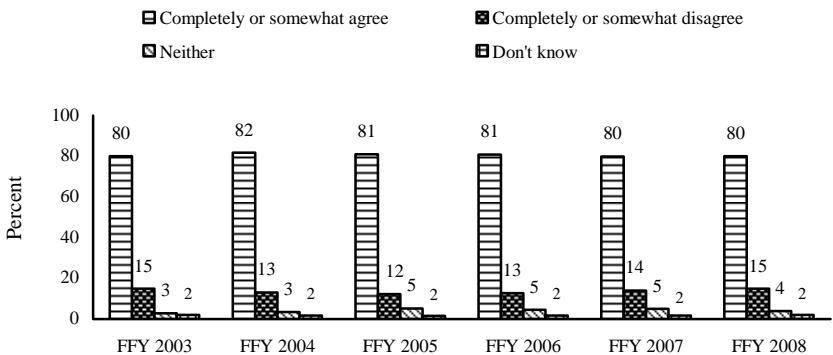 Completely or somewhat agree Completely or somewhat disagree
Neither Don't know
Percent
100
80
60
40
20
0
80 15 3 2
82 13 3 2
81 12 5 2
81 13 5 2
80 14 5 2
80 15 4 2
FFY 2003 FFY 2004 FFY 2005 FFY 2006 FFY 2007 FFY 2008